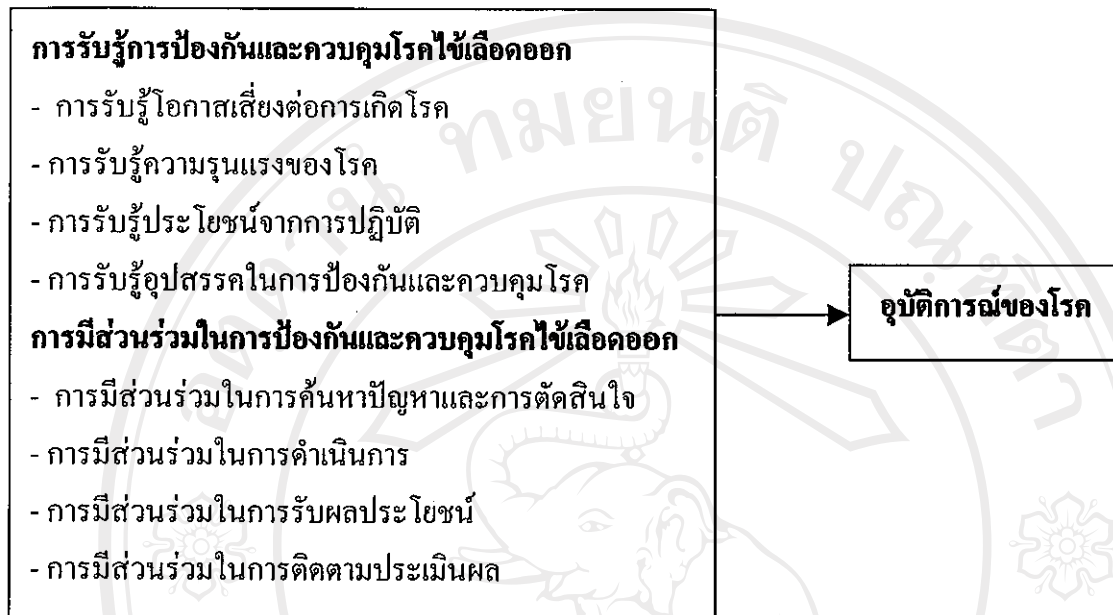 การรับรู้การป้องกันและควบคุมโรคไข้เลือดออก
- การรับรู้โอกาสเสี่ยงต่อการเกิดโรค
- การรับรู้ความรุนแรงของโรค
- การรับรู้ประโยชน์จากการปฏิบัติ
- การรับรู้อุปสรรคในการป้องกันและควบคุมโรค
การมีส่วนร่วมในการป้องกันและควบคุมโรคไข้เลือดออก
- การมีส่วนร่วมในการค้นหาปัญหาและการตัดสินใจ
- การมีส่วนร่วมในการดำเนินการ
- การมีส่วนร่วมในการรับผลประโยชน์
- การมีส่วนร่วมในการติดตามประเมินผล
อุบัติการณ์ของโรค
อตฺตานํ ทมยนฺติ ปณฺฑิตา